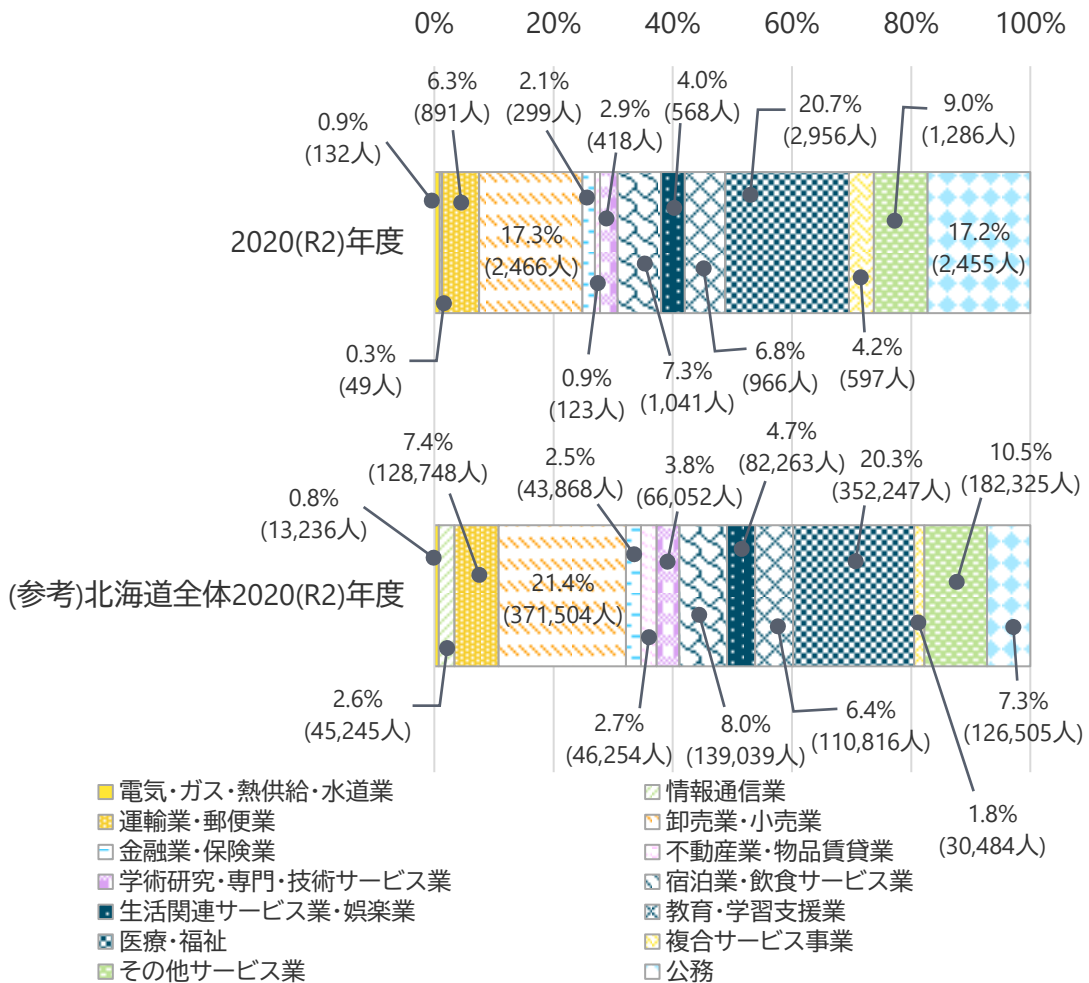 0% 20% 40% 60% 80% 100%
0.9%
(132人)
6.3%
(891人)
2.1%
(299人)
2.9%
(418人)
4.0%
(568人)
20.7%
(2,956人)
9.0%
(1,286人)
2020(R2)年度
17.3%
(2,466人)
17.2%
(2,455人)
0.3%
(49人)
0.9%
(123人)
7.3%
(1,041人)
6.8%
(966人)
4.2%
(597人)
0.8%
(13,236人)
7.4%
(128,748人)
2.5%
(43,868人)
3.8%
(66,052人)
4.7%
(82,263人)
20.3%
(352,247人)
10.5%
(182,325人)
(参考)北海道全体2020(R2)年度
21.4%
(371,504人)
2.6%
(45,245人)
2.7%
(46,254人)
8.0%
(139,039人)
6.4%
(110,816人)
1.8%
(30,484人)
7.3%
(126,505人)
電気・ガス・熱供給・水道業
情報通信業
運輸業・郵便業
卸売業・小売業
金融業・保険業
不動産業・物品賃貸業
学術研究・専門・技術サービス業
宿泊業・飲食サービス業
生活関連サービス業・娯楽業
教育・学習支援業
医療・福祉
複合サービス事業
その他サービス業
公務